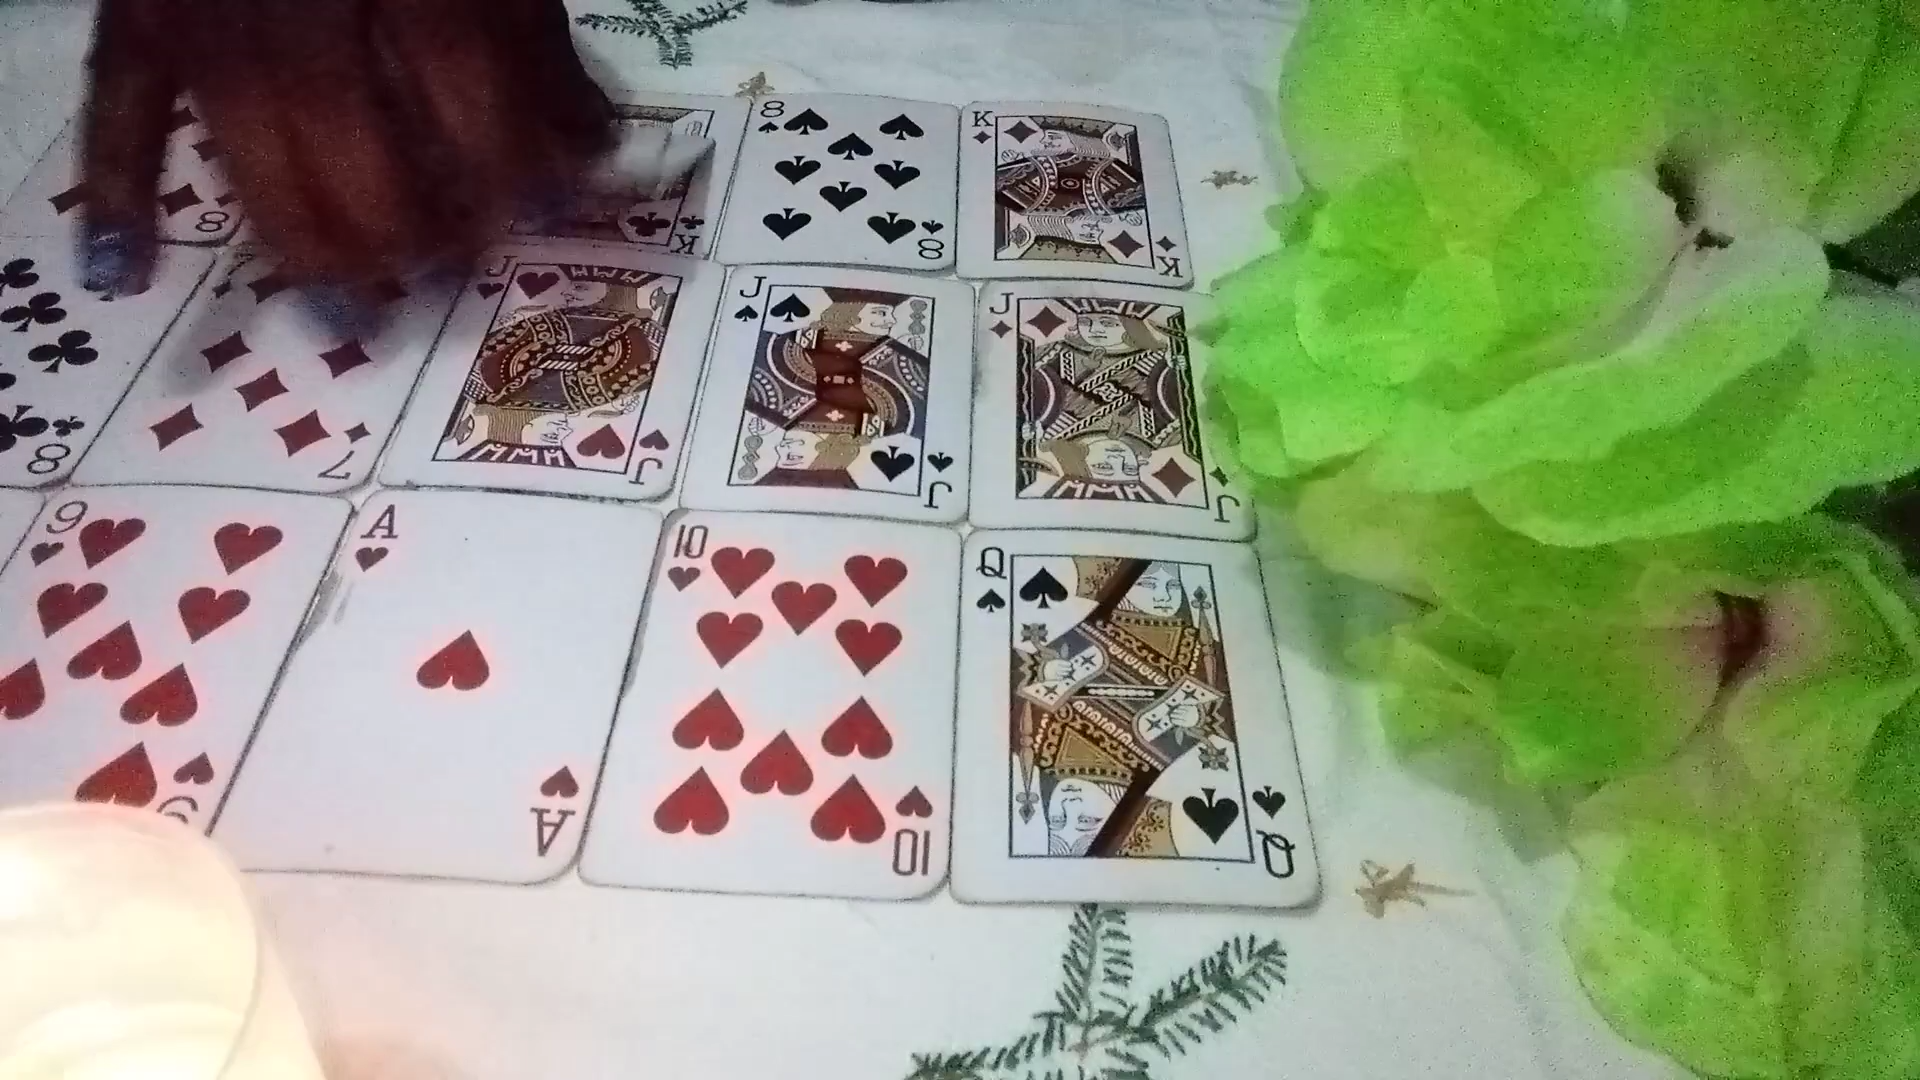 8 K
8 K 8 K
J J J
8 7 J J J
9 A 10 Q
A 10 Q